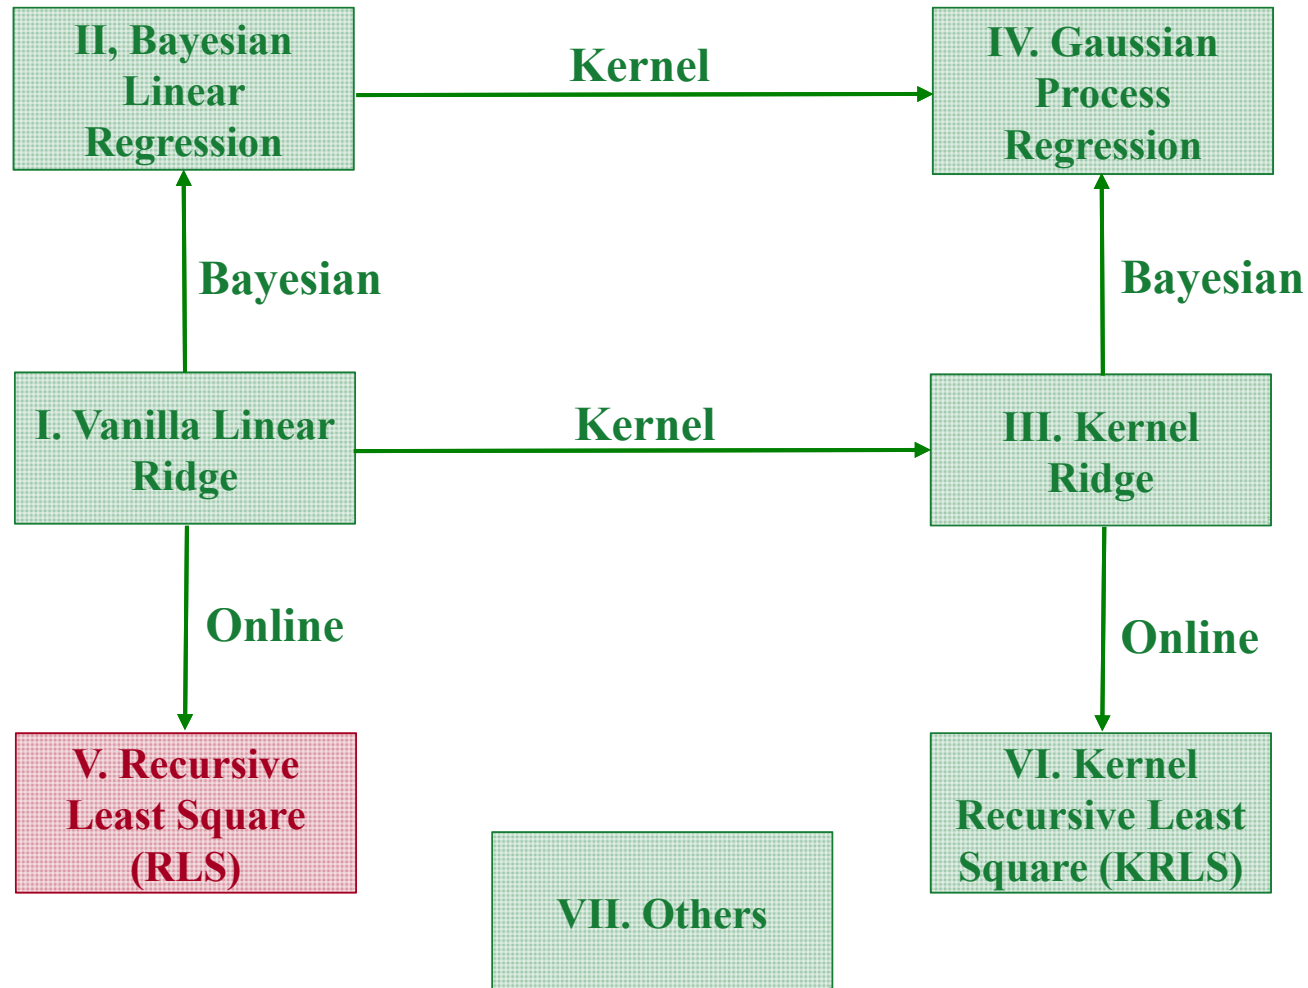 II, Bayesian
Linear
Regression
Kernel
IV. Gaussian
Process
Regression
Bayesian
Bayesian
I. Vanilla Linear
Ridge
Kernel
III. Kernel
Ridge
Online
Online
V. Recursive
Least Square
(RLS)
VI. Kernel
Recursive Least
Square (KRLS)
VII. Others